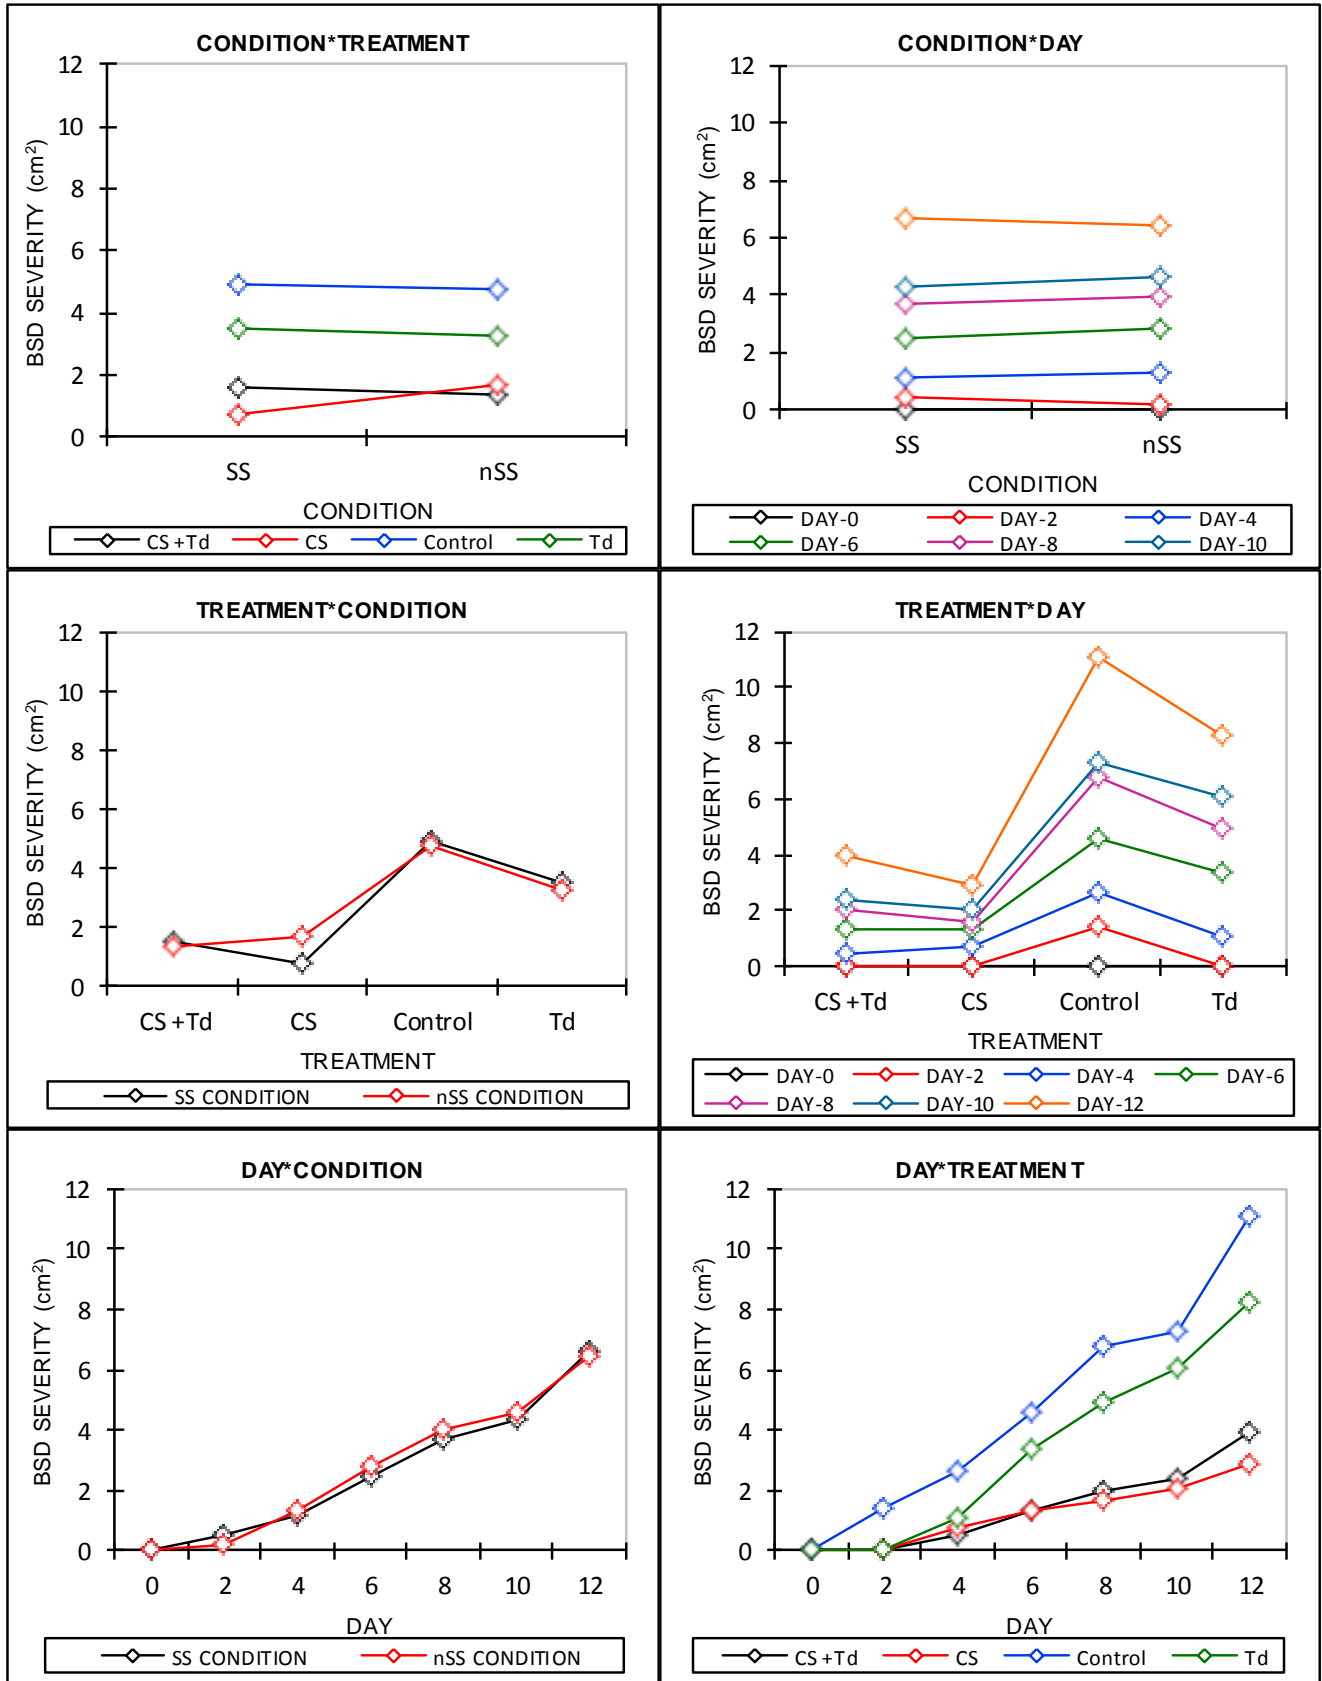 CONDITION*TREATMENT
12
10
8
6
4
2
0
BSD SEVERITY (cm²)
SS nSS
CONDITION
CS+Td CS Control Td
CONDITION*DAY
12
10
8
6
4
2
0
BSD SEVERITY (cm²)
SS nSS
CONDITION
DAY-0 DAY-2 DAY-4
DAY-6 DAY-8 DAY-10
TREATMENT*CONDITION
12
10
8
6
4
2
0
BSD SEVERITY (cm²)
CS+Td CS Control Td
TREATMENT
SS CONDITION nSS CONDITION
TREATMENT*DAY
12
10
8
6
4
2
0
BSD SEVERITY (cm²)
CS+Td CS Control Td
TREATMENT
DAY-0 DAY-2 DAY-4 DAY-6
DAY-8 DAY-10 DAY-12
DAY*CONDITION
12
10
8
6
4
2
0
BSD SEVERITY (cm²)
0 2 4 6 8 10 12
DAY
SS CONDITION nSS CONDITION
DAY*TREATMENT
12
10
8
6
4
2
0
BSD SEVERITY (cm²)
0 2 4 6 8 10 12
DAY
CS+Td CS Control Td